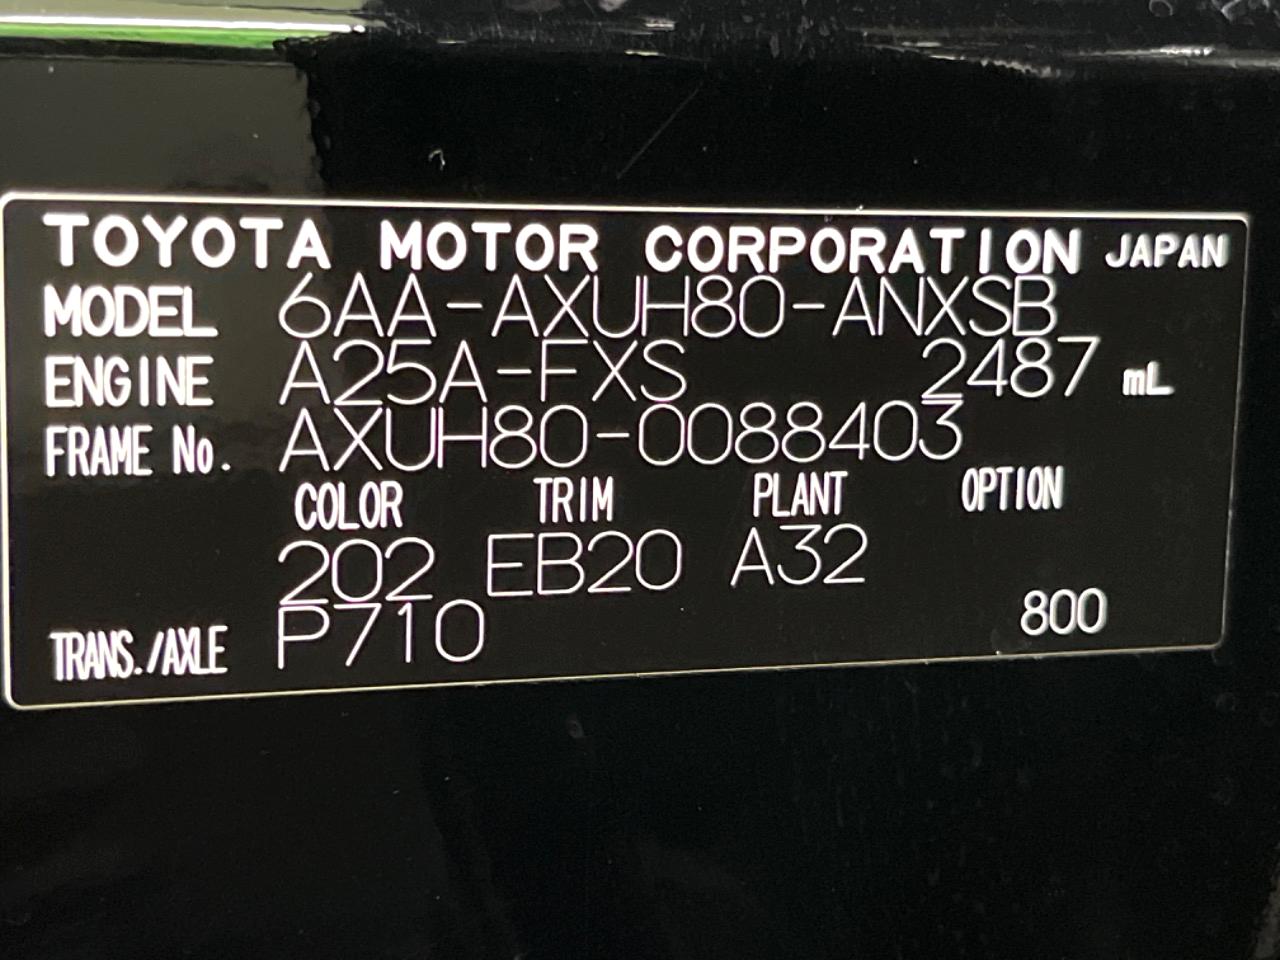 TOYOTA MOTOR CORPORATION JAPAN
MODEL 6AA-AXUH80-ANXSB
ENGINE A25A-FXS 2487 mL
FRAME No. AXUH80-0088403
COLOR TRIM PLANT OPTION
202 EB20 A32
TRANS./AXLE P710 800